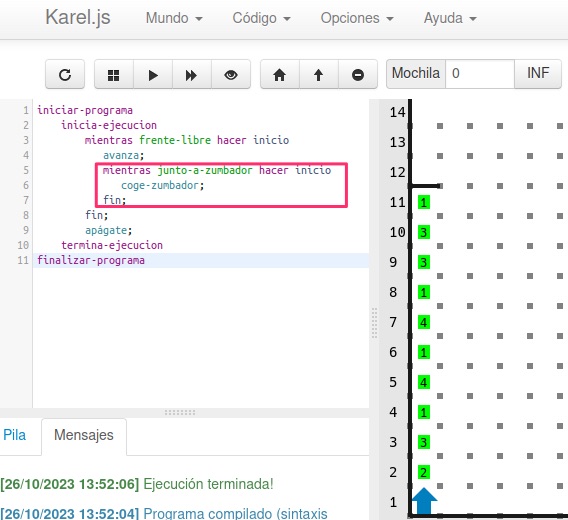 Karel.js Mundo Código Opciones Ayuda
Mochila 0 INF
1 iniciar-programa
2 inicia-ejecucion
3 mientras frente-libre hacer inicio
4 avanza;
5 mientras junto-a-zumbador hacer inicio
6 coge-zumbador;
7 fin;
8 fin;
9 apágate;
10 termina-ejecucion
11 finalizar-programa
14
13
12
11 1
10 3
9 3
8 1
7 4
6 1
5 4
4 1
3 3
2 2
1
Pila Mensajes
[26/10/2023 13:52:06] Ejecución terminada!
[26/10/2023 13:52:04] Programa compilado (sintaxis